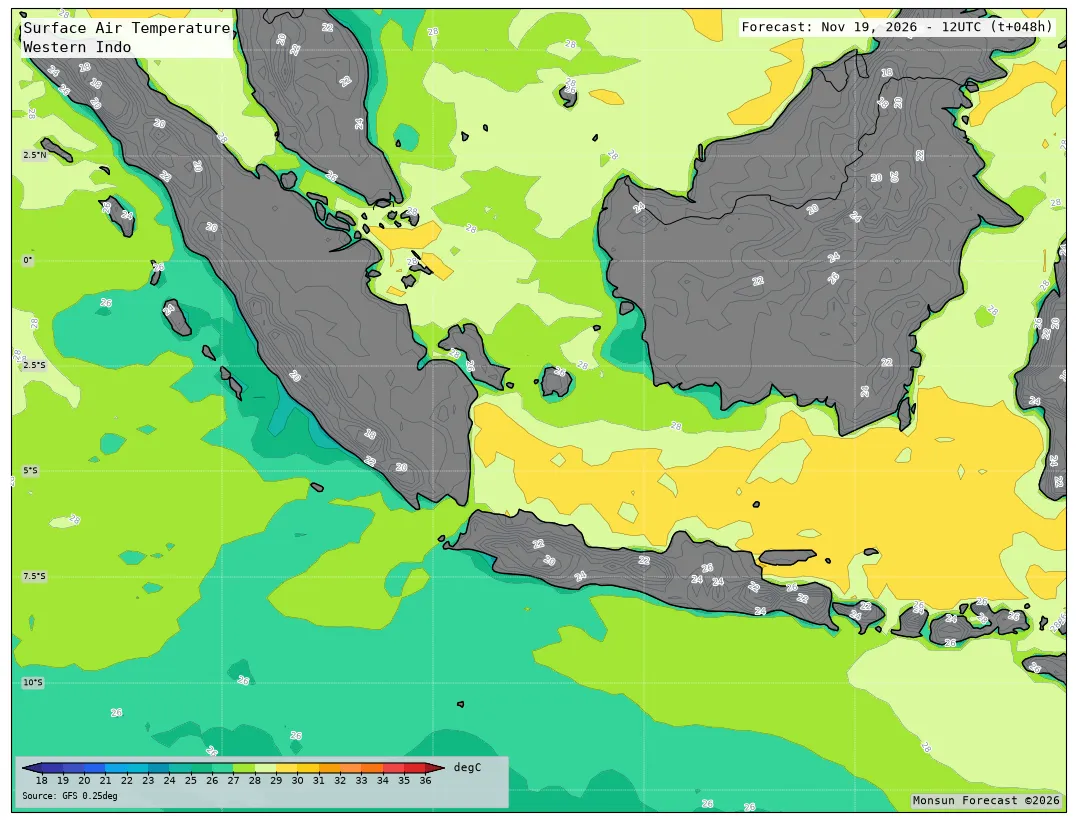 Surface Air Temperature
Western Indo
Forecast: Nov 19, 2026 - 12UTC (t+048h)
2.5°N
0°
2.5°S
5°S
7.5°S
10°S
18 19 20 21 22 23 24 25 26 27 28 29 30 31 32 33 34 35 36 degC
Source: GFS 0.25deg
Monsun Forecast ©2026